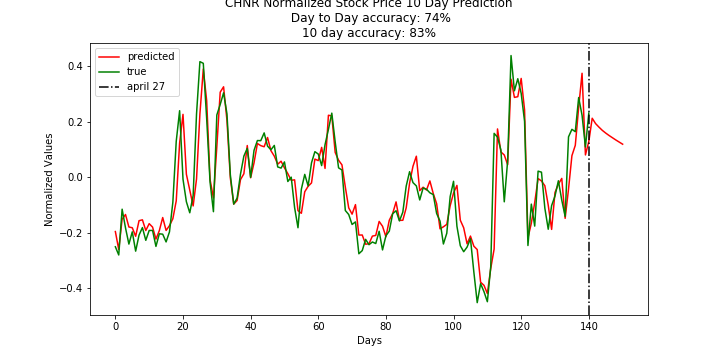 CHNR Normalized Stock Price 10 Day Prediction
Day to Day accuracy: 74%
10 day accuracy: 83%
predicted
true
april 27
Normalized Values
0.4
0.2
0.0
−0.2
−0.4
0 20 40 60 80 100 120 140
Days